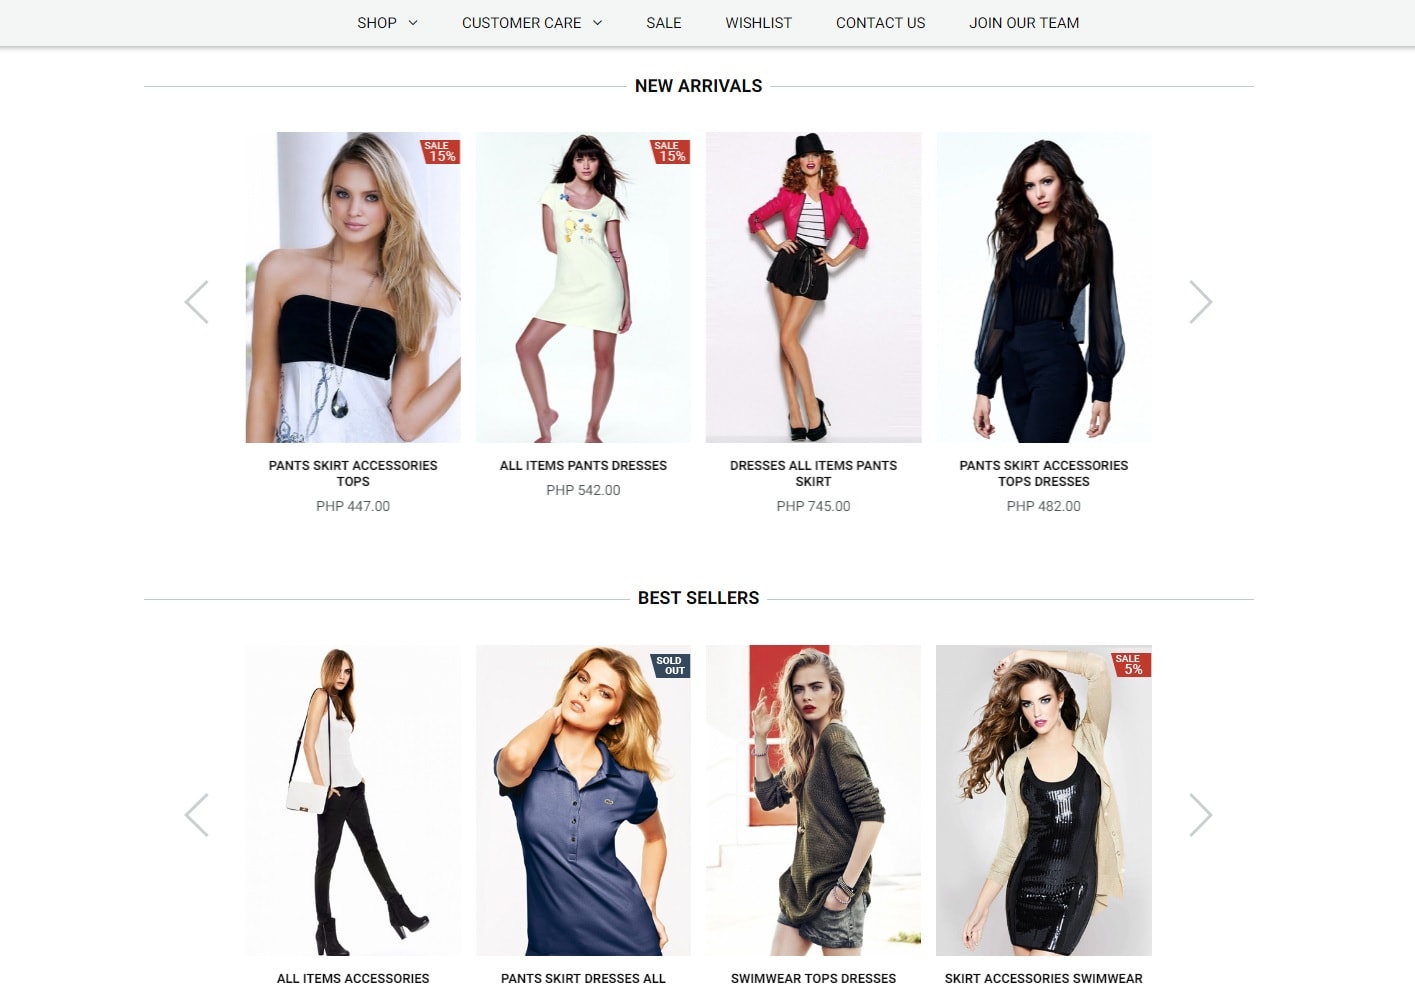 SHOP
CUSTOMER CARE
SALE
WISHLIST
CONTACT US
JOIN OUR TEAM
NEW ARRIVALS
SALE
15%
SALE
15%
PANTS SKIRT ACCESSORIES
TOPS
PHP 447.00
ALL ITEMS PANTS DRESSES
PHP 542.00
DRESSES ALL ITEMS PANTS
SKIRT
PHP 745.00
PANTS SKIRT ACCESSORIES
TOPS DRESSES
PHP 482.00
BEST SELLERS
SOLD
OUT
SALE
5%
ALL ITEMS ACCESSORIES
PANTS SKIRT DRESSES ALL
SWIMWEAR TOPS DRESSES
SKIRT ACCESSORIES SWIMWEAR